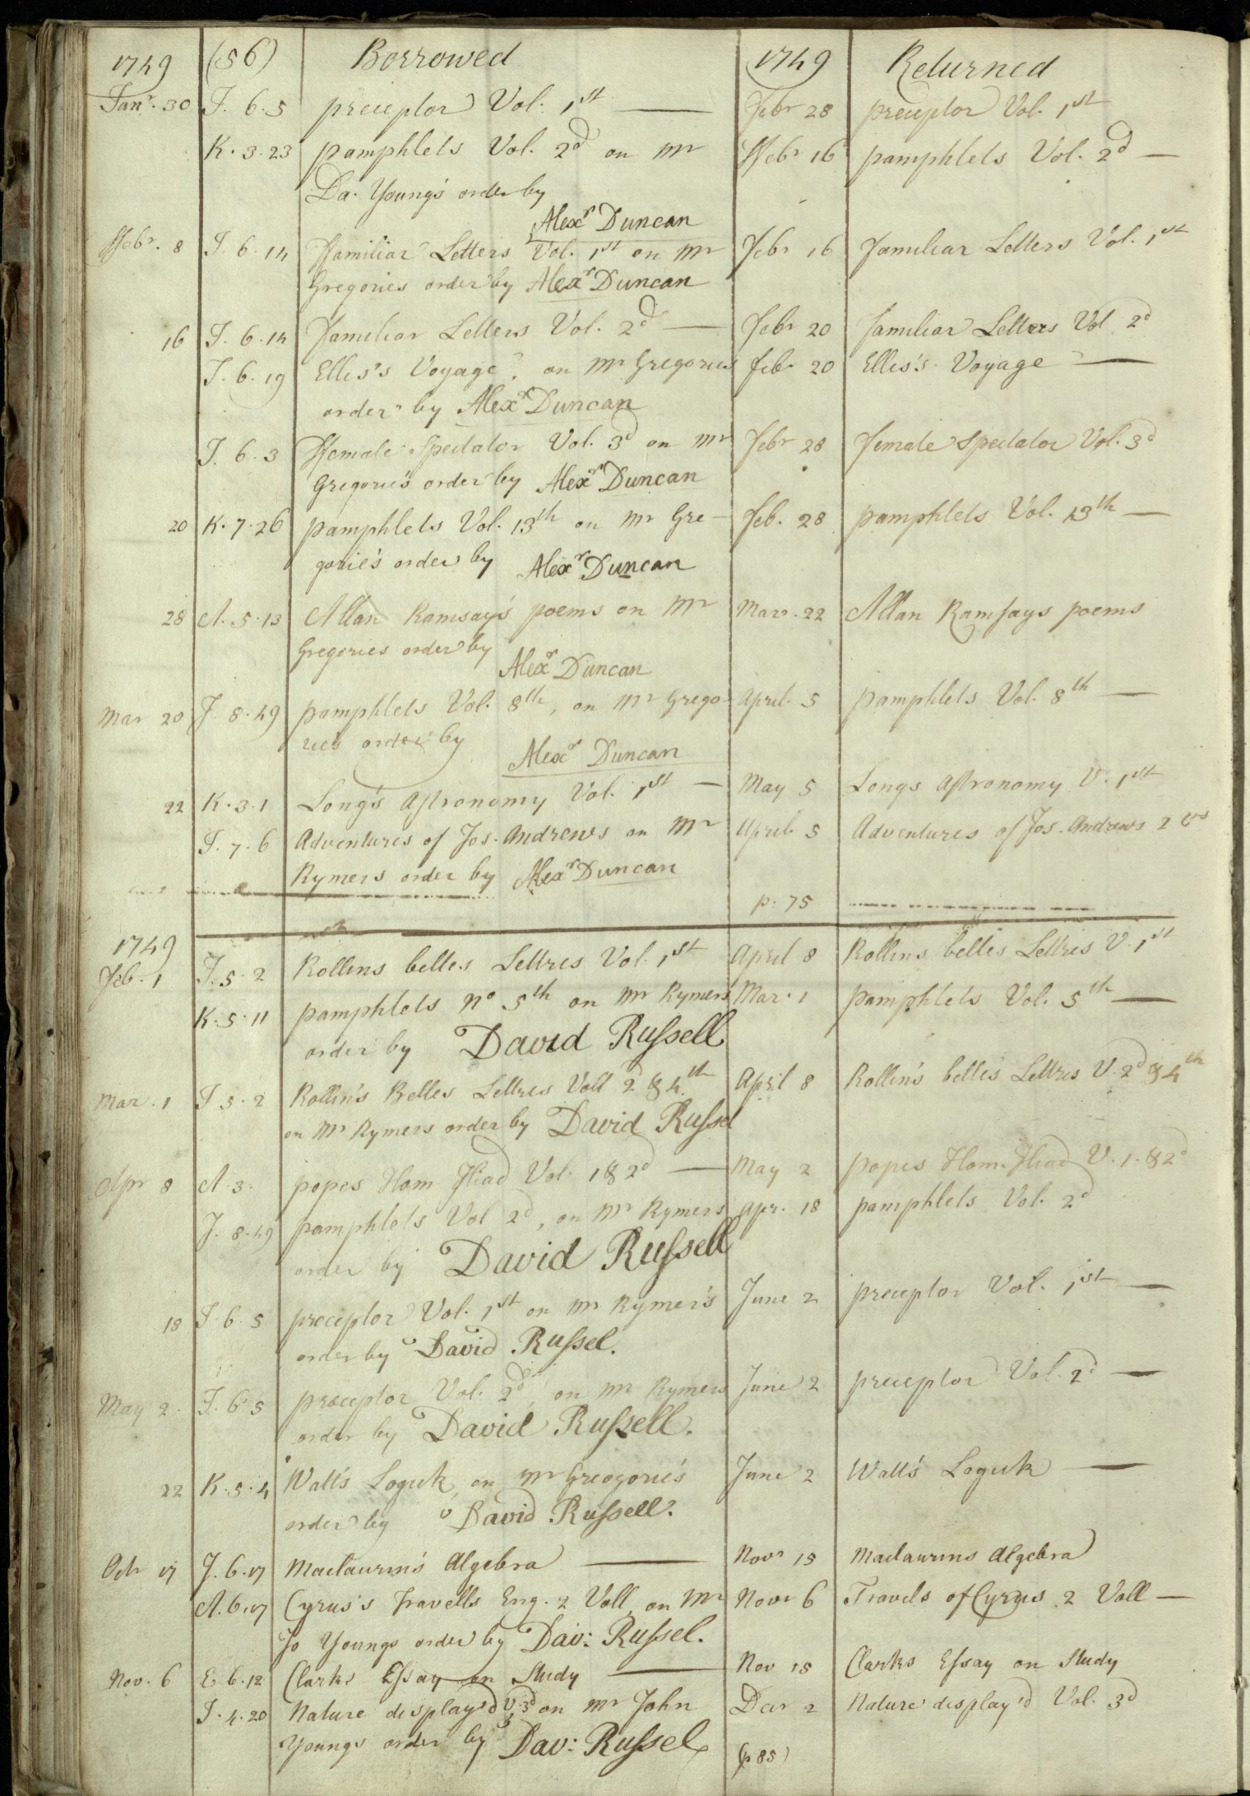 1749 (56) Borrowed 1749 Returned
Janr. 30 J. 6. 5 preceptor Vol. 1st — Febr 28 preceptor Vol. 1st
K. 3. 23 pamphlets Vol. 2d on Mr Febr 16 pamphlets Vol. 2d —
Da. Young's order by
Alexr Duncan
Febr. 8 J. 6. 14 Familiar Letters Vol. 1st on Mr Febr 16 familiar Letters Vol. 1st
Gregories order by Alexr Duncan
16 J. 6. 14 familiar Letters Vol. 2d — Febr 20 familiar Letters Vol 2d
J. 6. 19 Ellis's Voyage, on Mr Gregories feb. 20 Ellis's Voyage —
order by Alexr Duncan
J. 6. 3 Female Spectator Vol. 3d on Mr Febr 28 female Spectator Vol. 3d
Gregorie's order by Alexr Duncan
20 K. 7. 26 pamphlets Vol. 13th on Mr Gre- feb. 28 pamphlets Vol. 13th —
gorie's order by Alexr Duncan
28 A. 5. 13 Allan Ramsay's poems on Mr Mar. 22 Allan Ramsays poems
Gregories order by
Alexr Duncan
Mar 20 J. 8. 49 pamphlets Vol. 8th, on Mr Grego- April 5 pamphlets Vol. 8th —
ries order by
Alexr Duncan
22 K. 3. 1 Long's Astronomy Vol. 1st — May 5 Longs Astronomy V. 1st
J. 7. 6 Adventures of Jos. Andrews on Mr April 5 Adventures of Jos. Andrews 2 vs
Rymers order by Alexr Duncan
p. 75
1749
Feb. 1 J. 5. 2 Rollins belles Lettres Vol. 1st April 8 Rollins belles Lettres V. 1st
K. 5. 11 pamphlets No 5th on Mr Rymers Mar. 1 pamphlets Vol. 5th —
order by David Russell
Mar. 1 J 5. 2 Rollin's Belles Lettres Voll 2d & 4th April 8 Rollin's belles Lettres V. 2d & 4th
on Mr Rymers order by David Russel
Apr 8 A. 3. popes Hom Iliad Vol. 1 & 2d — May 2 popes Hom. Iliad V. 1. & 2d
J. 8. 49 pamphlets Vol 2d, on Mr Rymers Apr. 18 pamphlets Vol. 2d
order by David Russell
18 J. 6. 5 preceptor Vol. 1st on Mr Rymer's June 2 preceptor Vol. 1st —
order by David Russel.
May 2. J. 6. 5 preceptor Vol. 2d on Mr Rymers June 2 preceptor Vol. 2d —
order by David Russell.
22 K. 5. 4 Watt's Logick on Mr Greogorie's June 2 Watt's Logick —
order by David Russell.
Octr 17 J. 6. 17 Maclaurin's Algebra — Novr 15 Maclaurins Algebra
A. 6. 17 Cyrus's Travells Eng. 2 Voll, on Mr Novr 6 Travels of Cyrus 2 Voll —
Jo Youngs order by Dav: Russel.
Nov. 6 E. 6. 12 Clarks Essay on Study — Nov 15 Clarks Essay on Study
J. 4. 20 Nature display'd V. 3d on Mr John Decr 2 Nature display'd Vol. 3d
Youngs order by Dav: Russel
(p 85)